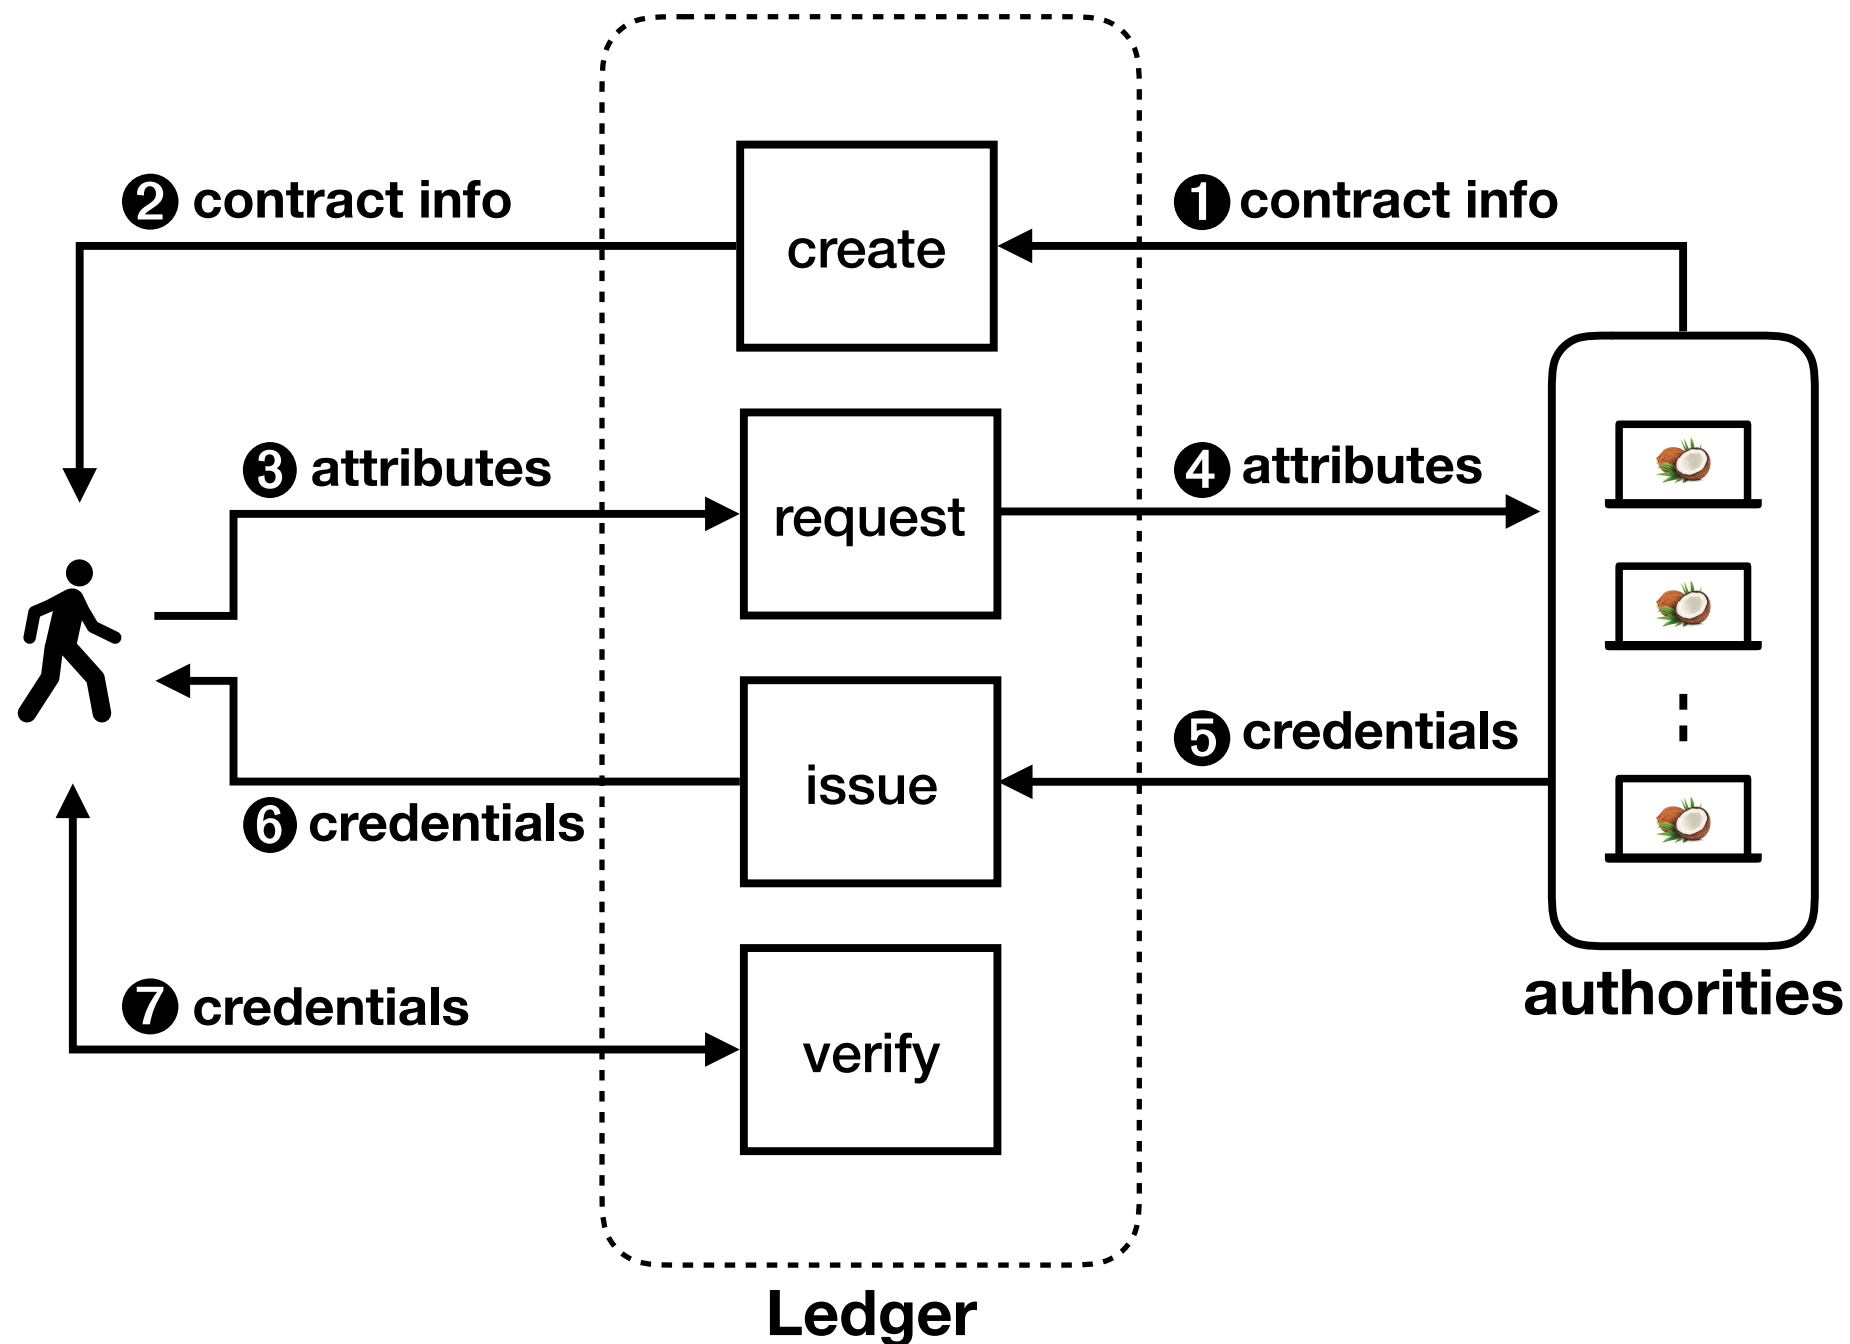 ❷ contract info
❶ contract info
create
❸ attributes
❹ attributes
request
❺ credentials
issue
❻ credentials
authorities
❼ credentials
verify
Ledger